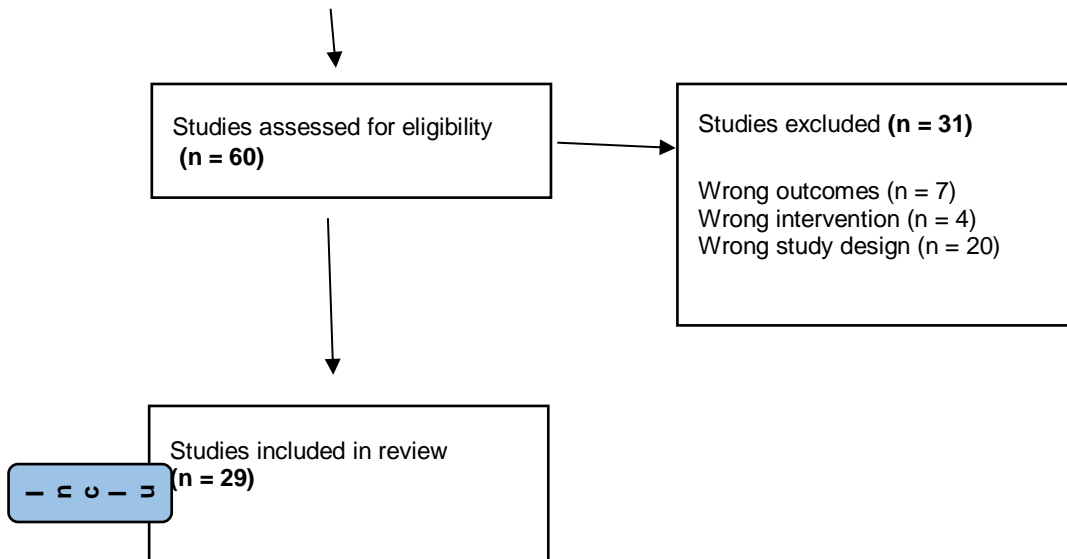 Studies assessed for eligibility
(n = 60)
Studies excluded (n = 31)
Wrong outcomes (n = 7)
Wrong intervention (n = 4)
Wrong study design (n = 20)
Studies included in review
(n = 29)
Inclu